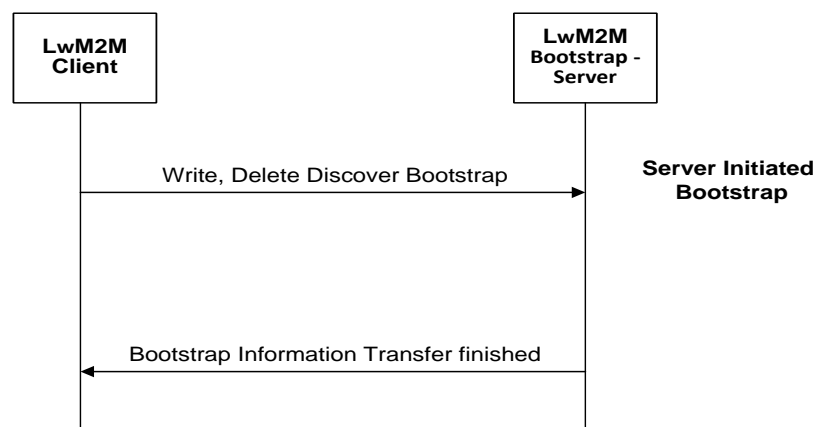 LwM2M
Client
LwM2M
Bootstrap -
Server
Write, Delete Discover Bootstrap
Server Initiated
Bootstrap
Bootstrap Information Transfer finished